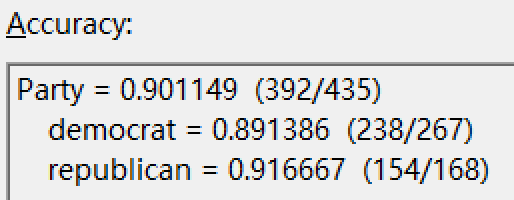 Accuracy:
Party = 0.901149 (392/435)
democrat = 0.891386 (238/267)
republican = 0.916667 (154/168)